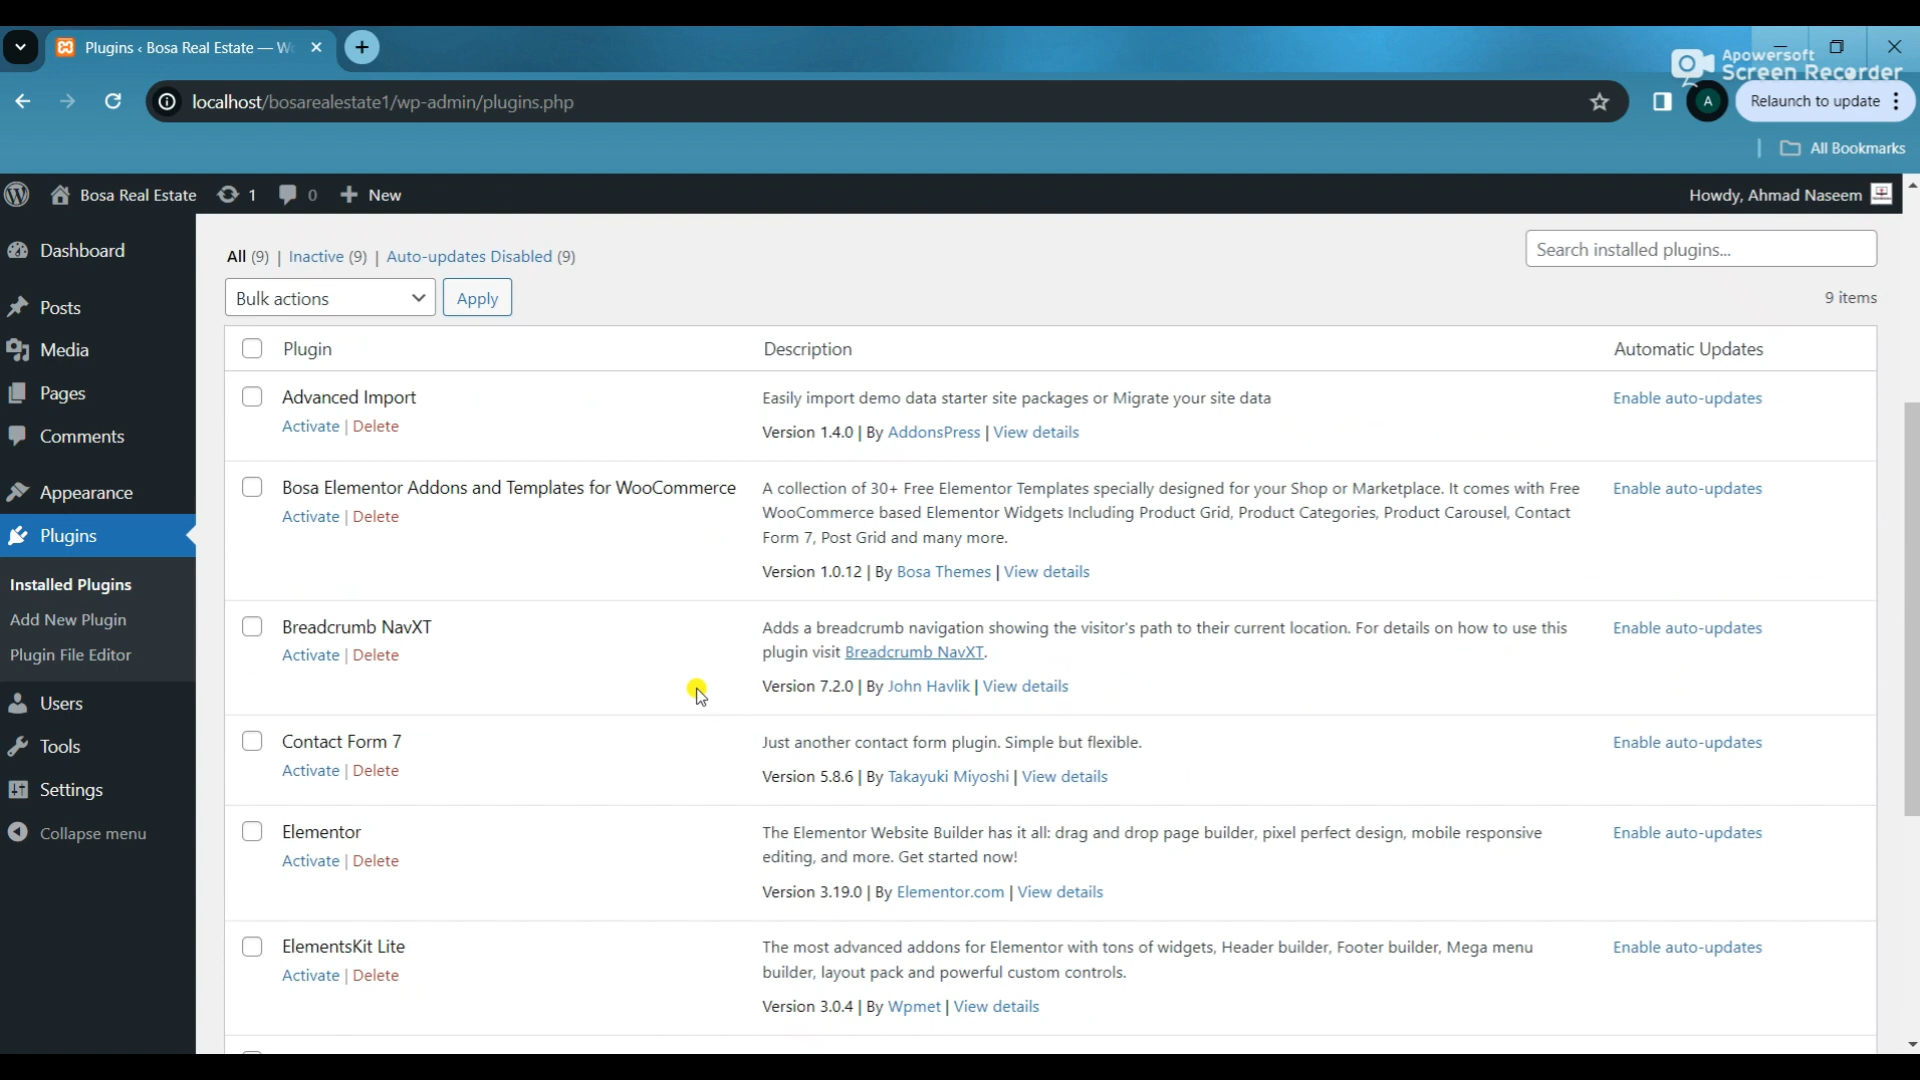 Plugins ‹ Bosa Real Estate — W
Apowersoft
Screen Recorder
localhost/bosarealestate1/wp-admin/plugins.php
A
Relaunch to update
All Bookmarks
Bosa Real Estate 1 0 New
Howdy, Ahmad Naseem
Dashboard
Posts
Media
Pages
Comments
Appearance
Plugins
Installed Plugins
Add New Plugin
Plugin File Editor
Users
Tools
Settings
Collapse menu
All (9) | Inactive (9) | Auto-updates Disabled (9)
Search installed plugins...
Bulk actions Apply
9 items
Plugin Description Automatic Updates
Advanced Import
Activate | Delete
Easily import demo data starter site packages or Migrate your site data
Version 1.4.0 | By AddonsPress | View details
Enable auto-updates
Bosa Elementor Addons and Templates for WooCommerce
Activate | Delete
A collection of 30+ Free Elementor Templates specially designed for your Shop or Marketplace. It comes with Free
WooCommerce based Elementor Widgets Including Product Grid, Product Categories, Product Carousel, Contact
Form 7, Post Grid and many more.
Version 1.0.12 | By Bosa Themes | View details
Enable auto-updates
Breadcrumb NavXT
Activate | Delete
Adds a breadcrumb navigation showing the visitor's path to their current location. For details on how to use this
plugin visit Breadcrumb NavXT.
Version 7.2.0 | By John Havlik | View details
Enable auto-updates
Contact Form 7
Activate | Delete
Just another contact form plugin. Simple but flexible.
Version 5.8.6 | By Takayuki Miyoshi | View details
Enable auto-updates
Elementor
Activate | Delete
The Elementor Website Builder has it all: drag and drop page builder, pixel perfect design, mobile responsive
editing, and more. Get started now!
Version 3.19.0 | By Elementor.com | View details
Enable auto-updates
ElementsKit Lite
Activate | Delete
The most advanced addons for Elementor with tons of widgets, Header builder, Footer builder, Mega menu
builder, layout pack and powerful custom controls.
Version 3.0.4 | By Wpmet | View details
Enable auto-updates